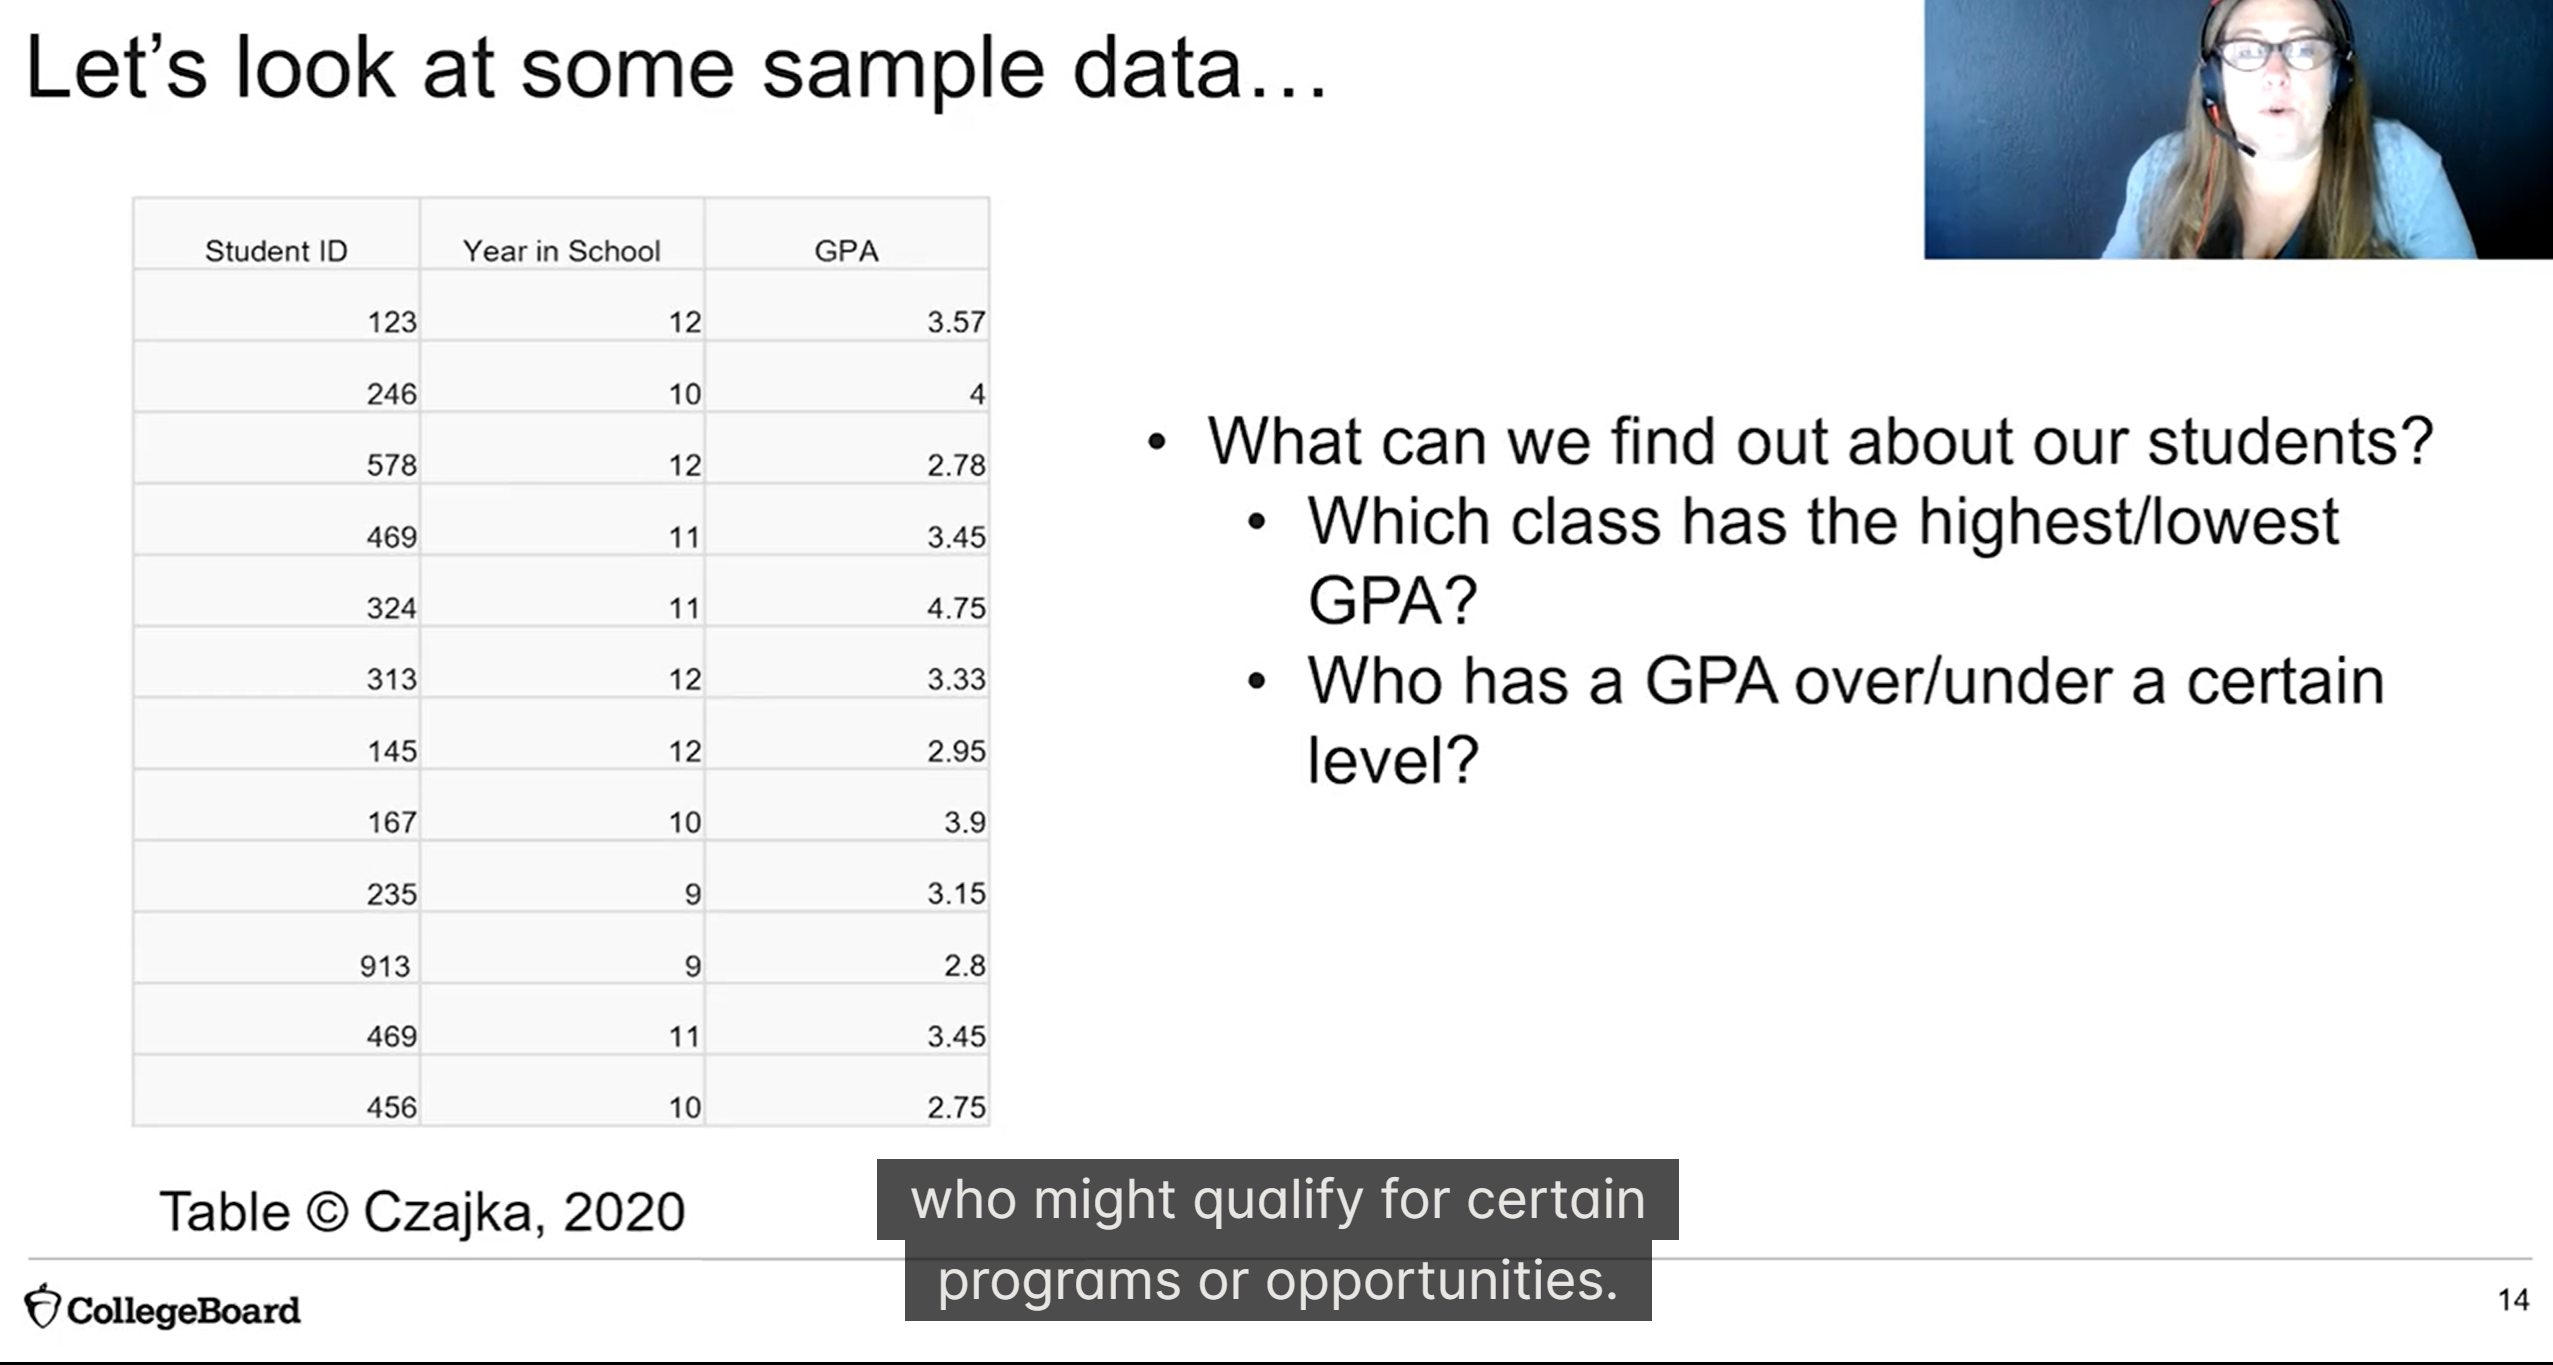 Let's look at some sample data…
Student ID Year in School GPA
123 12 3.57
246 10 4
578 12 2.78
469 11 3.45
324 11 4.75
313 12 3.33
145 12 2.95
167 10 3.9
235 9 3.15
913 9 2.8
469 11 3.45
456 10 2.75
Table © Czajka, 2020
• What can we find out about our students?
• Which class has the highest/lowest
GPA?
• Who has a GPA over/under a certain
level?
who might qualify for certain
programs or opportunities.
CollegeBoard
14